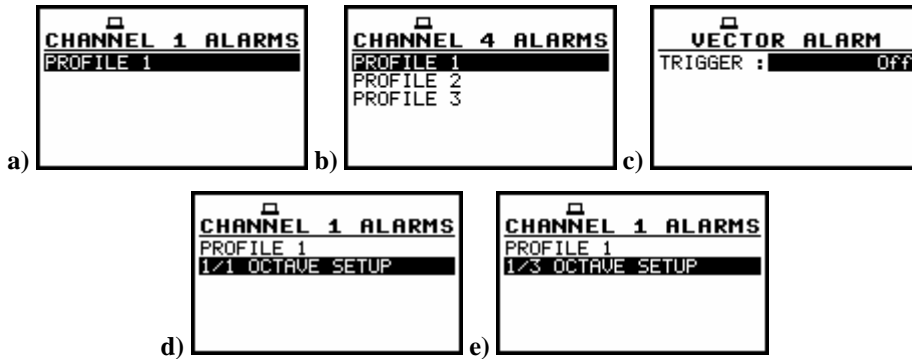 CHANNEL 1 ALARMS
PROFILE 1
a)
CHANNEL 4 ALARMS
PROFILE 1
PROFILE 2
PROFILE 3
b)
VECTOR ALARM
TRIGGER : Off
c)
CHANNEL 1 ALARMS
PROFILE 1
1/1 OCTAVE SETUP
d)
CHANNEL 1 ALARMS
PROFILE 1
1/3 OCTAVE SETUP
e)